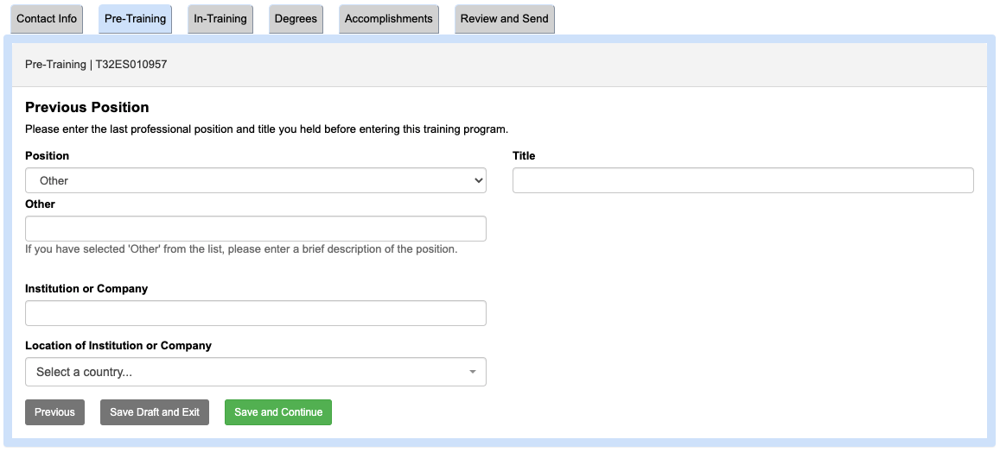 Contact Info Pre-Training In-Training Degrees Accomplishments Review and Send
Pre-Training | T32ES010957
Previous Position
Please enter the last professional position and title you held before entering this training program.
Position Title
Other
Other
If you have selected 'Other' from the list, please enter a brief description of the position.
Institution or Company
Location of Institution or Company
Select a country...
Previous Save Draft and Exit Save and Continue